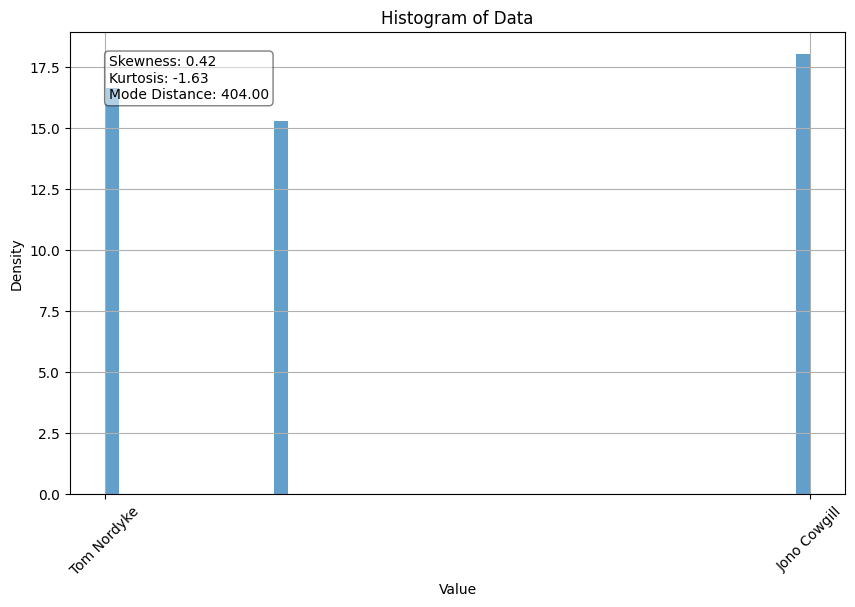 Histogram of Data
Skewness: 0.42
Kurtosis: -1.63
Mode Distance: 404.00
17.5
15.0
12.5
10.0
7.5
5.0
2.5
0.0
Density
Tom Nordyke
Jono Cowgill
Value